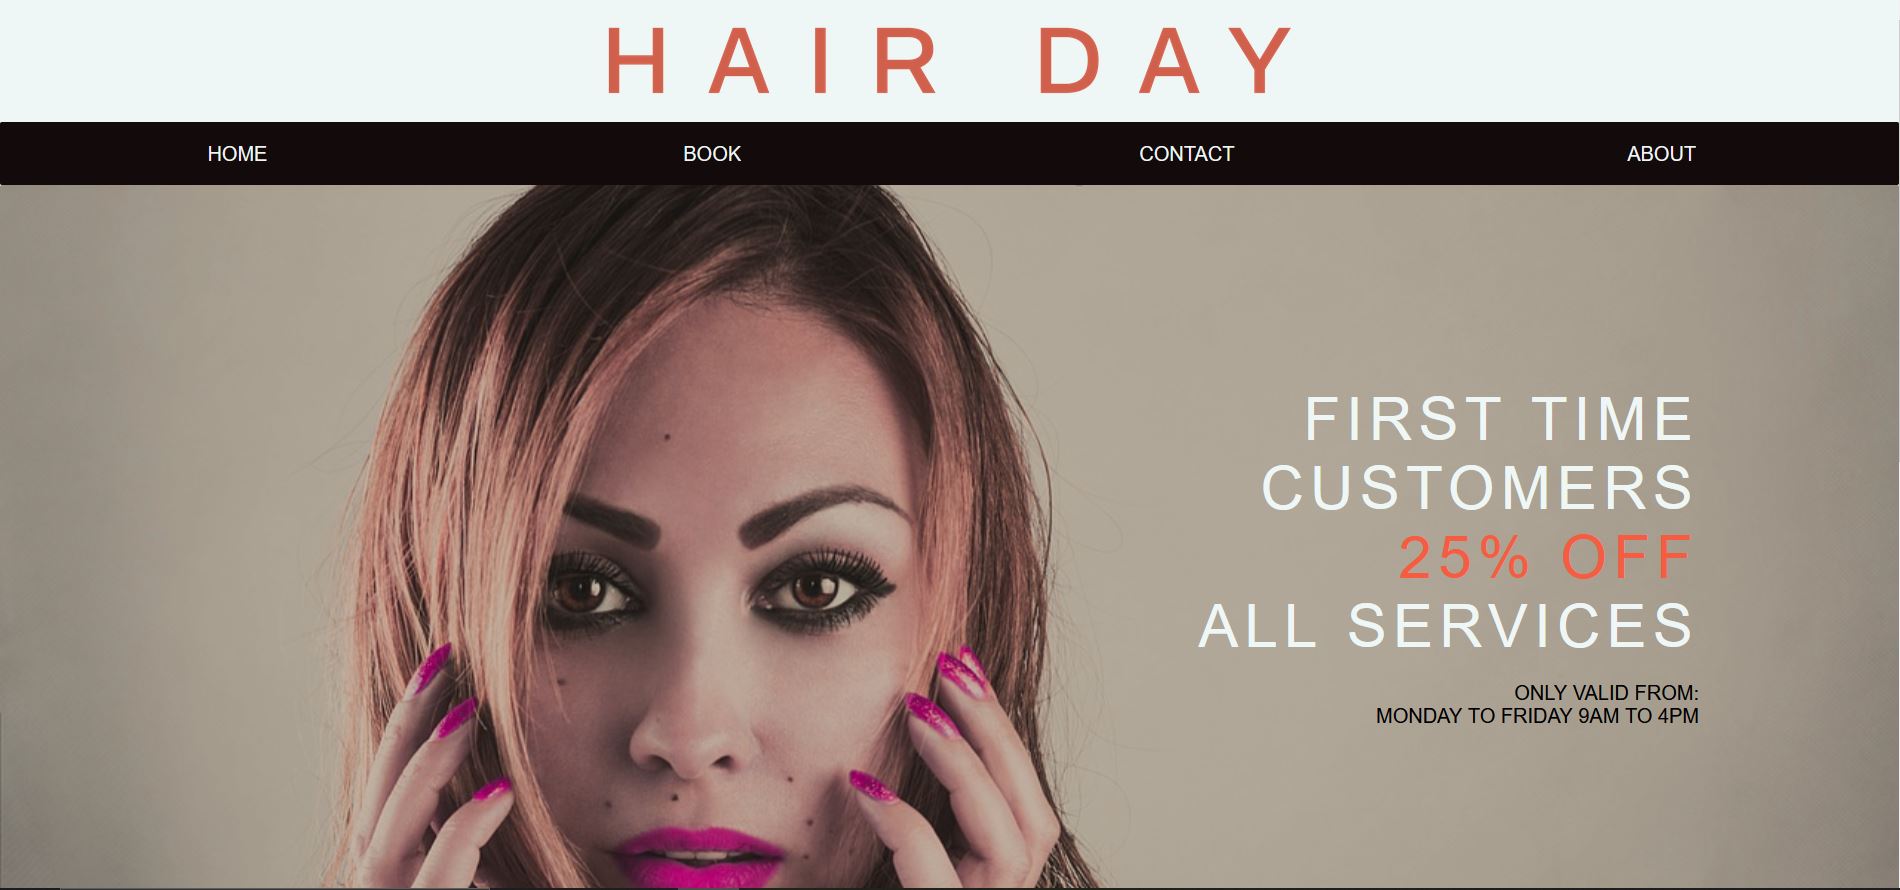 HAIR DAY
HOME BOOK CONTACT ABOUT
FIRST TIME
CUSTOMERS
25% OFF
ALL SERVICES
ONLY VALID FROM:
MONDAY TO FRIDAY 9AM TO 4PM